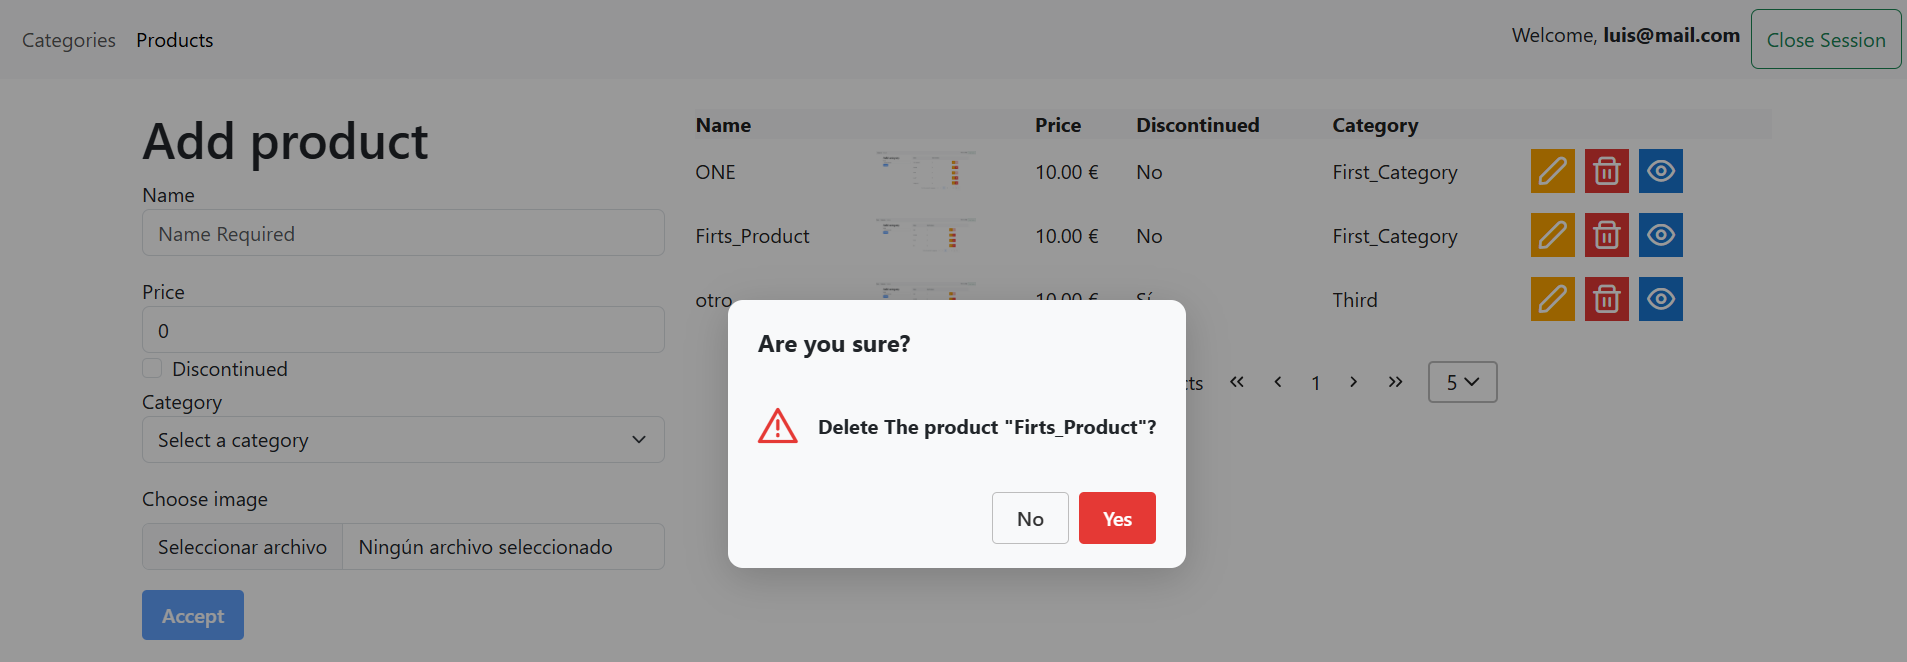 Categories Products Welcome, luis@mail.com Close Session
Add product
Name
Name Required
Price
0
Discontinued
Category
Select a category
Choose image
Seleccionar archivo Ningún archivo seleccionado
Accept
Name Price Discontinued Category
ONE 10.00 € No First_Category
Firts_Product 10.00 € No First_Category
otro 10.00 € Sí Third
1 5
Are you sure?
Delete The product "Firts_Product"?
No Yes